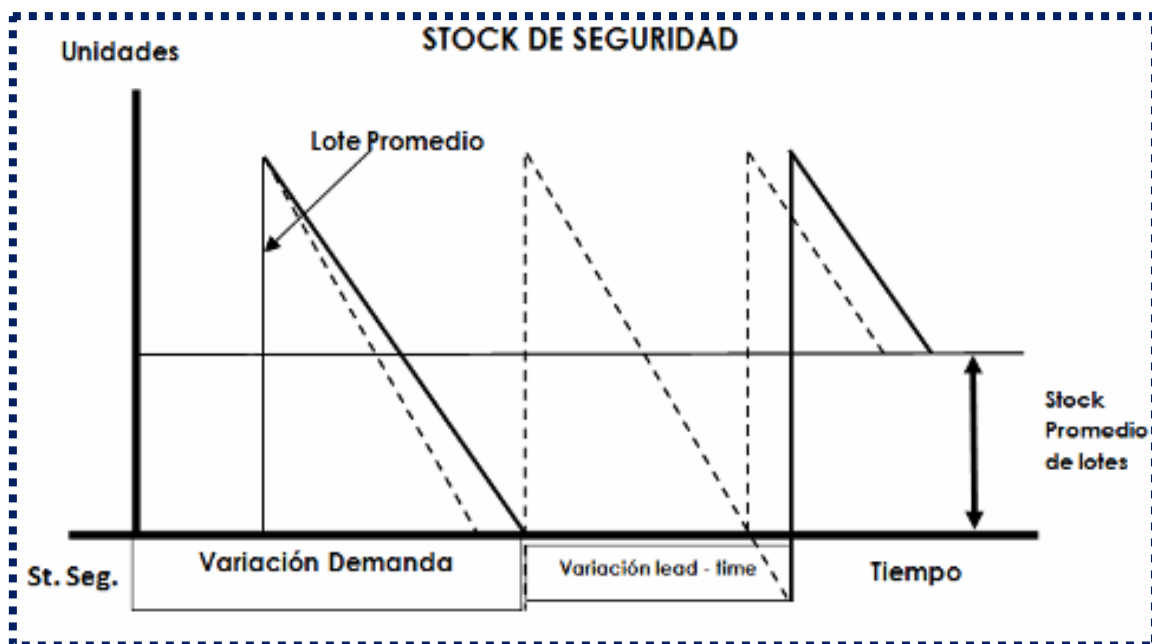 STOCK DE SEGURIDAD
Unidades
Lote Promedio
Stock
Promedio
de lotes
Variación Demanda
Variación lead - time
Tiempo
St. Seg.